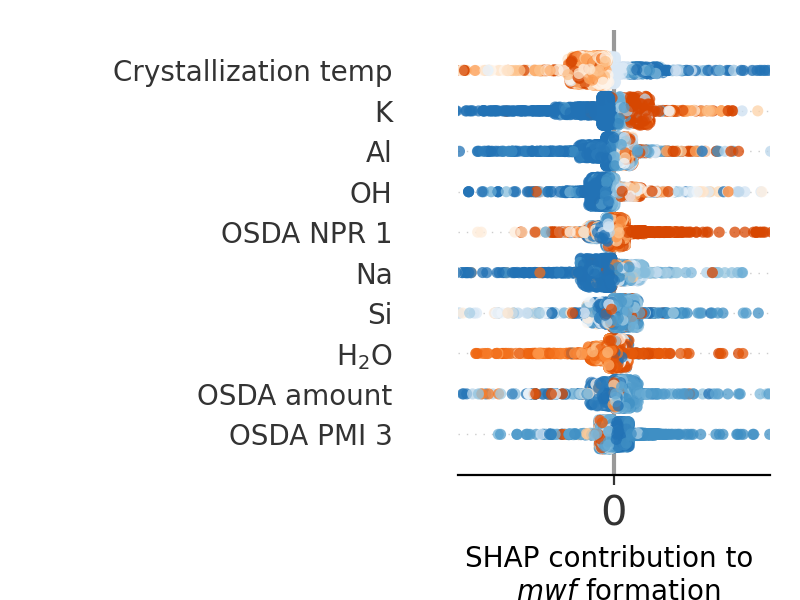 Crystallization temp
K
Al
OH
OSDA NPR 1
Na
Si
H₂O
OSDA amount
OSDA PMI 3
0
SHAP contribution to
mwf formation